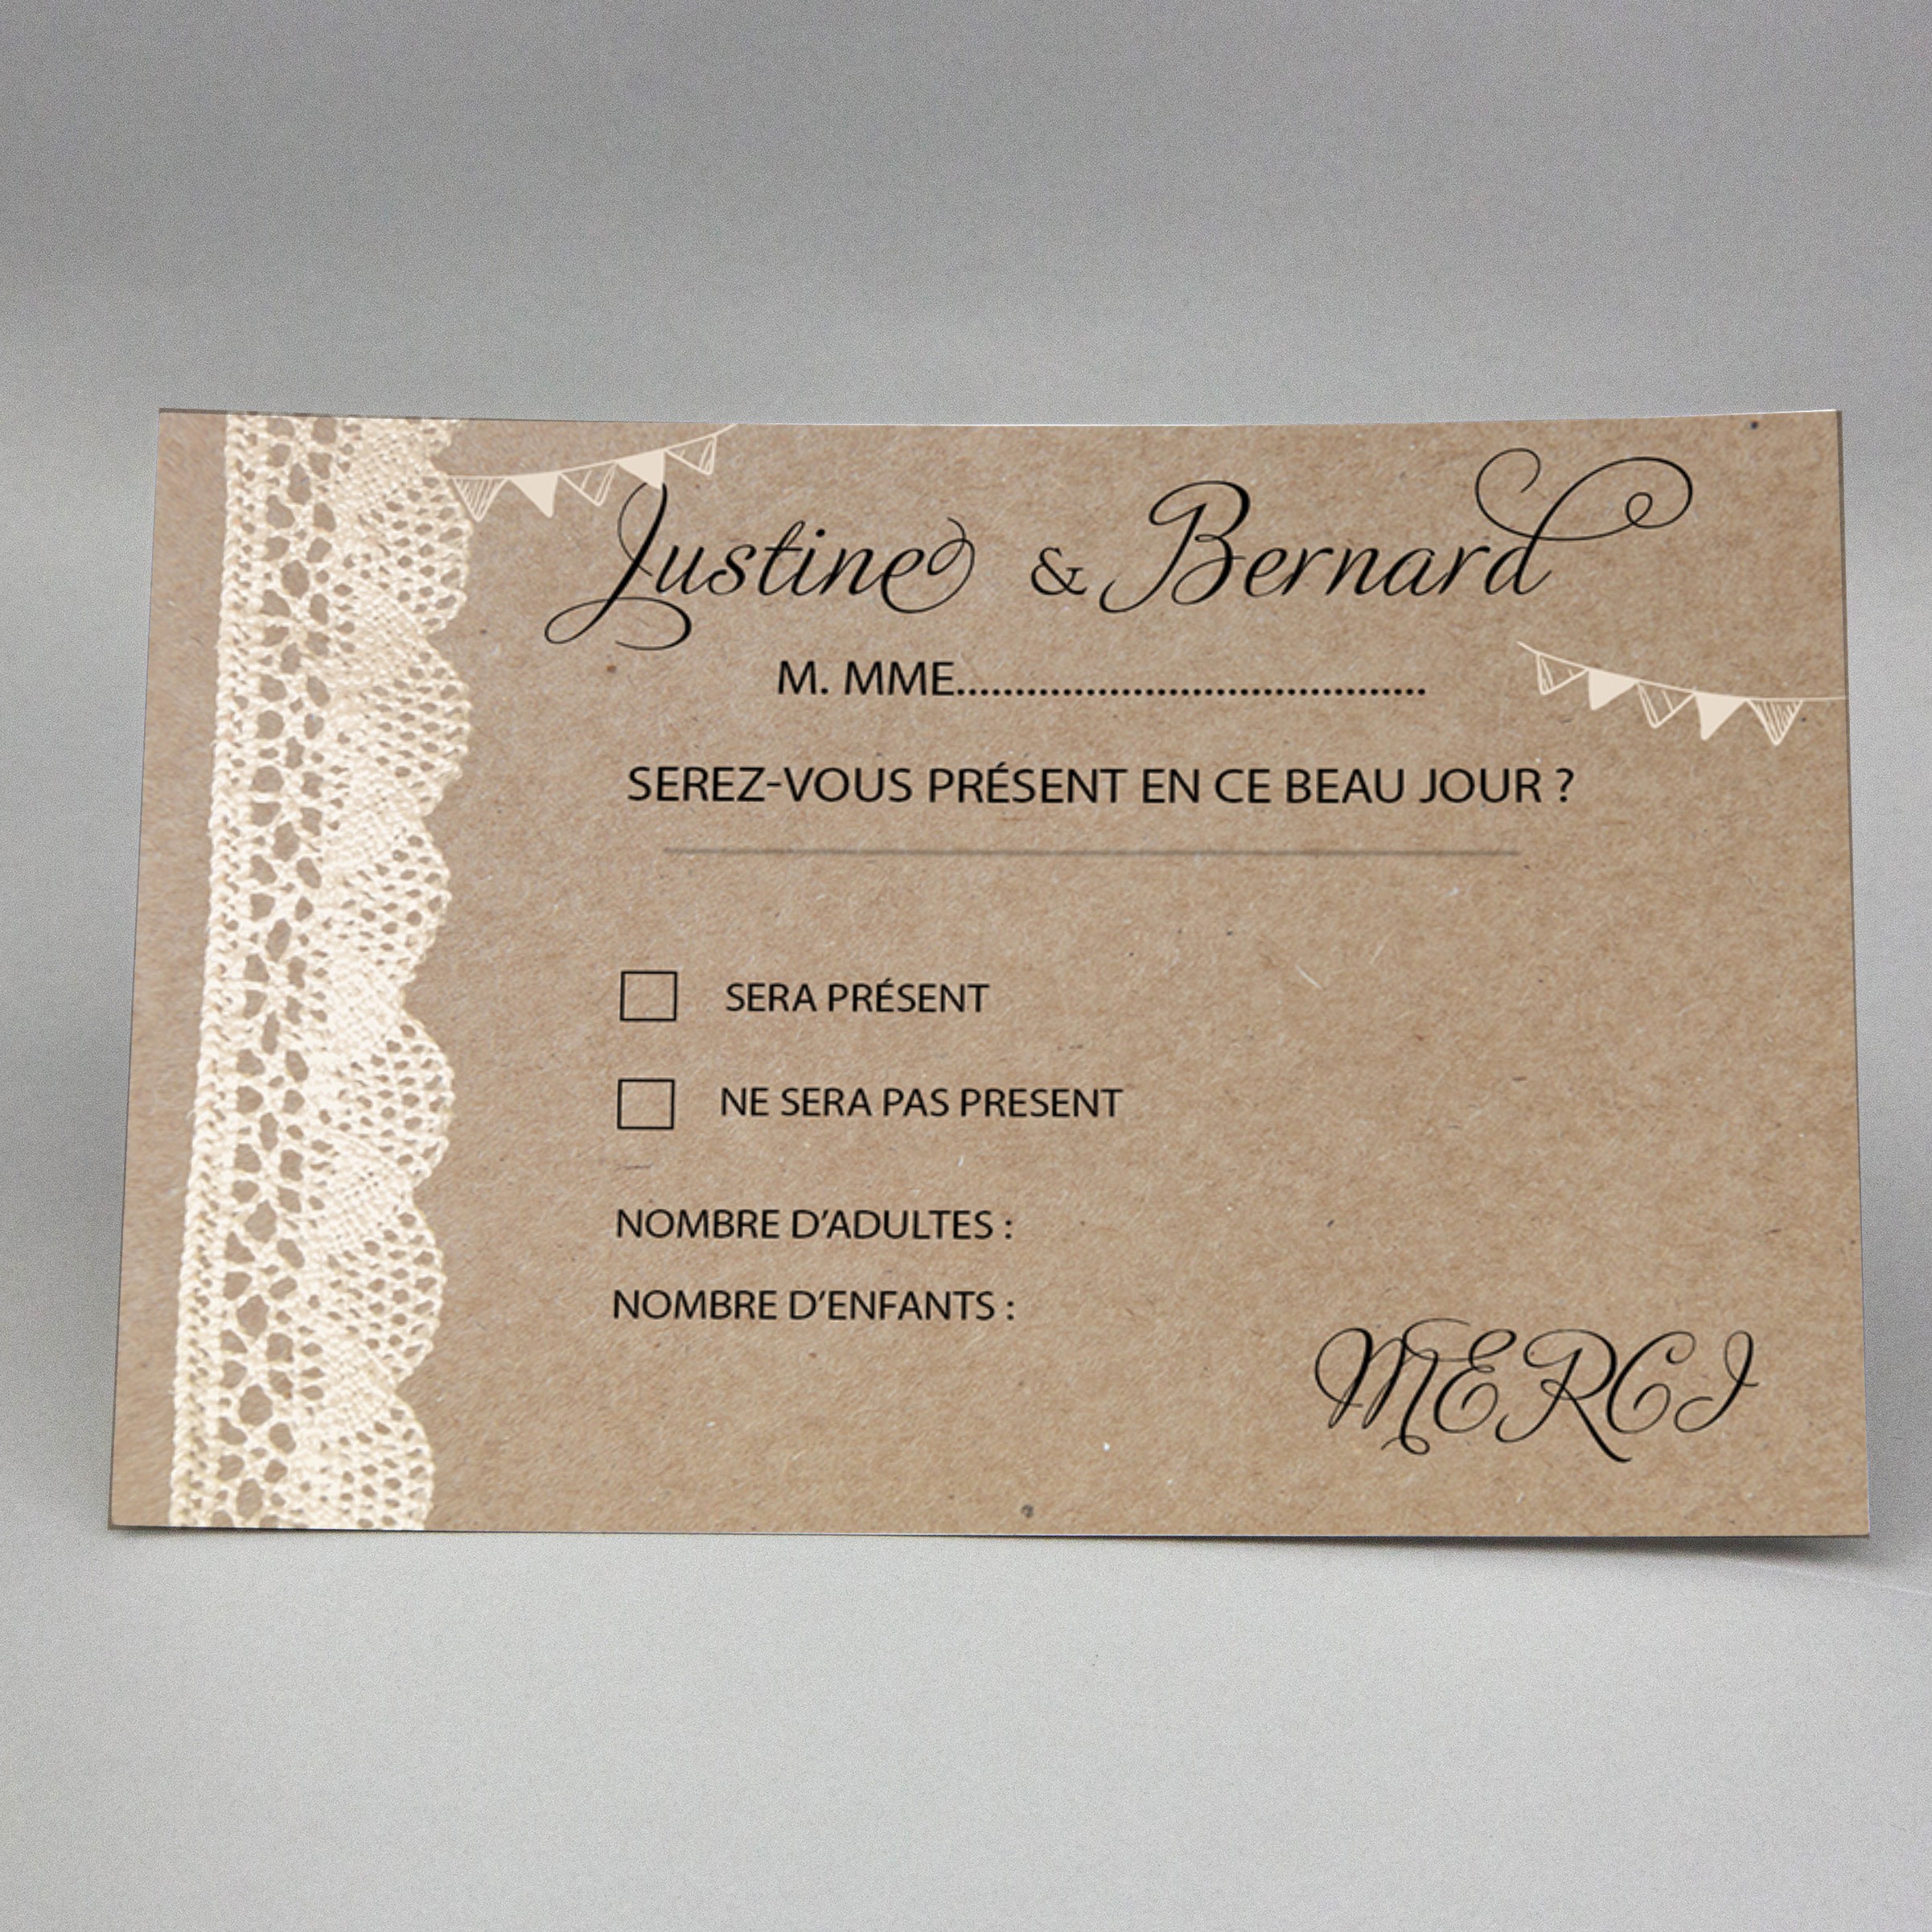 Justine & Bernard
M. MME........................................
SEREZ-VOUS PRÉSENT EN CE BEAU JOUR ?
SERA PRÉSENT
NE SERA PAS PRESENT
NOMBRE D'ADULTES :
NOMBRE D'ENFANTS :
MERCI